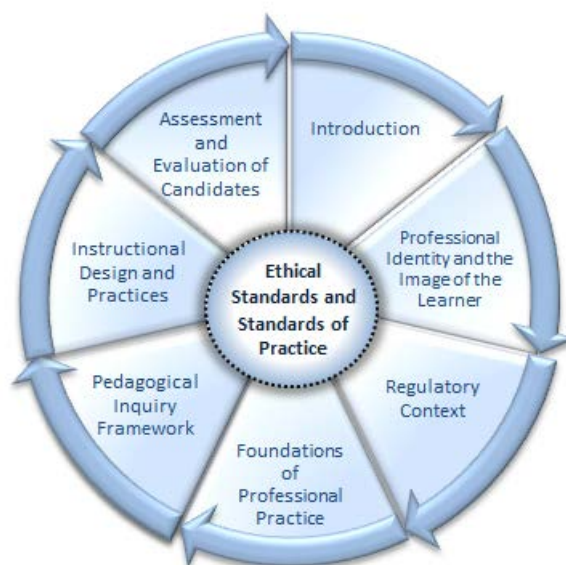 Introduction
Professional
Identity and the
Image of the
Learner
Regulatory
Context
Foundations
of
Professional
Practice
Pedagogical
Inquiry
Framework
Instructional
Design and
Practices
Assessment
and
Evaluation of
Candidates
Ethical
Standards and
Standards of
Practice